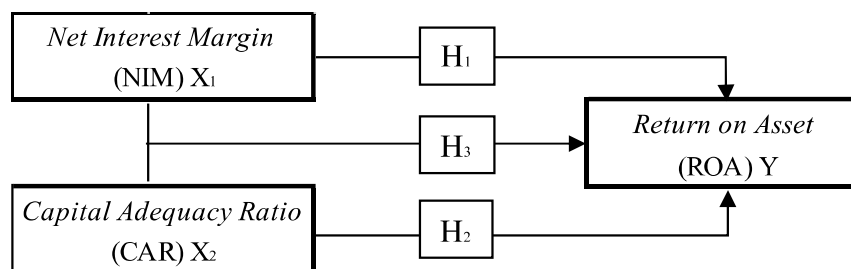 Net Interest Margin
(NIM) X₁
H₁
H₃
Return on Asset
(ROA) Y
Capital Adequacy Ratio
(CAR) X₂
H₂